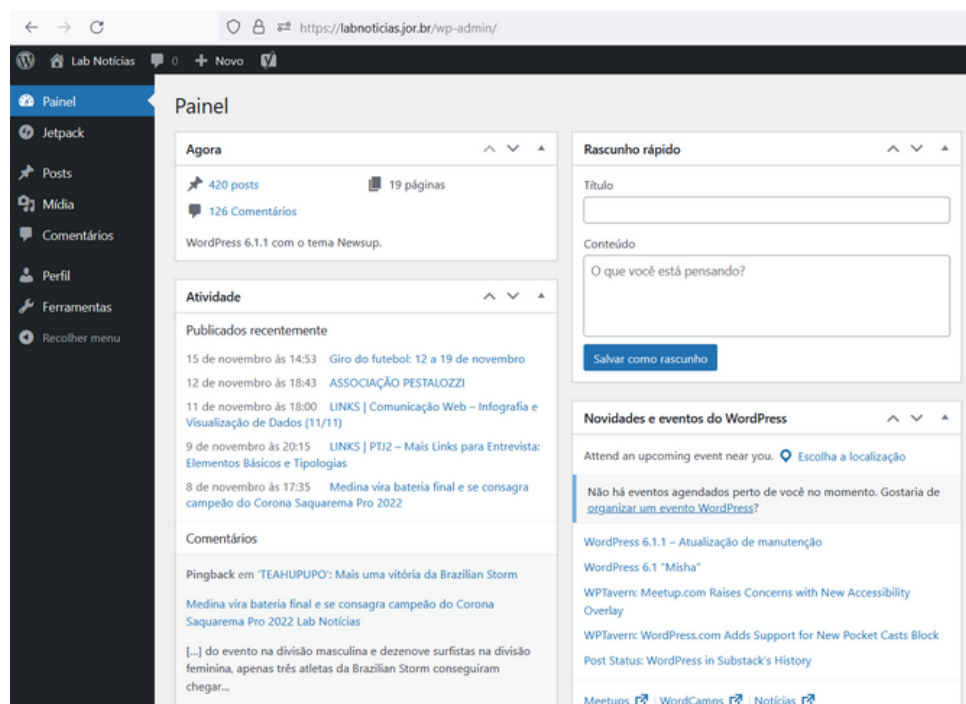 https://labnoticias.jor.br/wp-admin/
Lab Notícias 0 + Novo
Painel
Jetpack
Posts
Mídia
Comentários
Perfil
Ferramentas
Recolher menu
Painel
Agora
420 posts 19 páginas
126 Comentários
WordPress 6.1.1 com o tema Newsup.
Atividade
Publicados recentemente
15 de novembro às 14:53 Giro do futebol: 12 a 19 de novembro
12 de novembro às 18:43 ASSOCIAÇÃO PESTALOZZI
11 de novembro às 18:00 LINKS | Comunicação Web – Infografia e
Visualização de Dados (11/11)
9 de novembro às 20:15 LINKS | PTJ2 – Mais Links para Entrevista:
Elementos Básicos e Tipologias
8 de novembro às 17:35 Medina vira bateria final e se consagra
campeão do Corona Saquarema Pro 2022
Comentários
Pingback em 'TEAHUPUPO': Mais uma vitória da Brazilian Storm
Medina vira bateria final e se consagra campeão do Corona
Saquarema Pro 2022 Lab Notícias
[...] do evento na divisão masculina e dezenove surfistas na divisão
feminina, apenas três atletas da Brazilian Storm conseguiram
chegar...
Rascunho rápido
Título
Conteúdo
O que você está pensando?
Salvar como rascunho
Novidades e eventos do WordPress
Attend an upcoming event near you. Escolha a localização
Não há eventos agendados perto de você no momento. Gostaria de
organizar um evento WordPress?
WordPress 6.1.1 – Atualização de manutenção
WordPress 6.1 "Misha"
WPTavern: Meetup.com Raises Concerns with New Accessibility
Overlay
WPTavern: WordPress.com Adds Support for New Pocket Casts Block
Post Status: WordPress in Substack's History
Meetups | WordCamps | Notícias